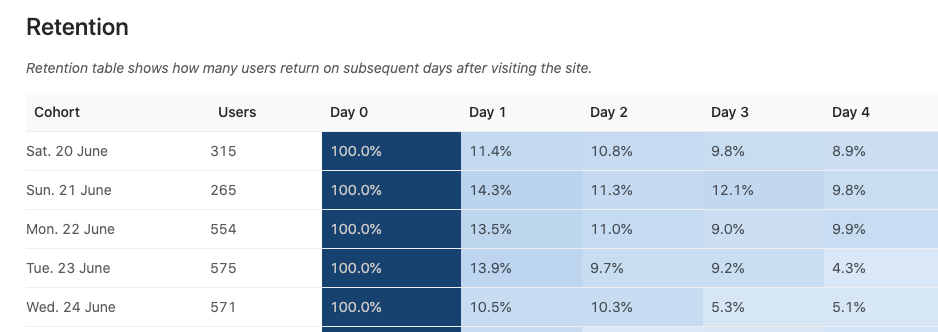 Retention
Retention table shows how many users return on subsequent days after visiting the site.
Cohort Users Day 0 Day 1 Day 2 Day 3 Day 4
Sat. 20 June 315 100.0% 11.4% 10.8% 9.8% 8.9%
Sun. 21 June 265 100.0% 14.3% 11.3% 12.1% 9.8%
Mon. 22 June 554 100.0% 13.5% 11.0% 9.0% 9.9%
Tue. 23 June 575 100.0% 13.9% 9.7% 9.2% 4.3%
Wed. 24 June 571 100.0% 10.5% 10.3% 5.3% 5.1%